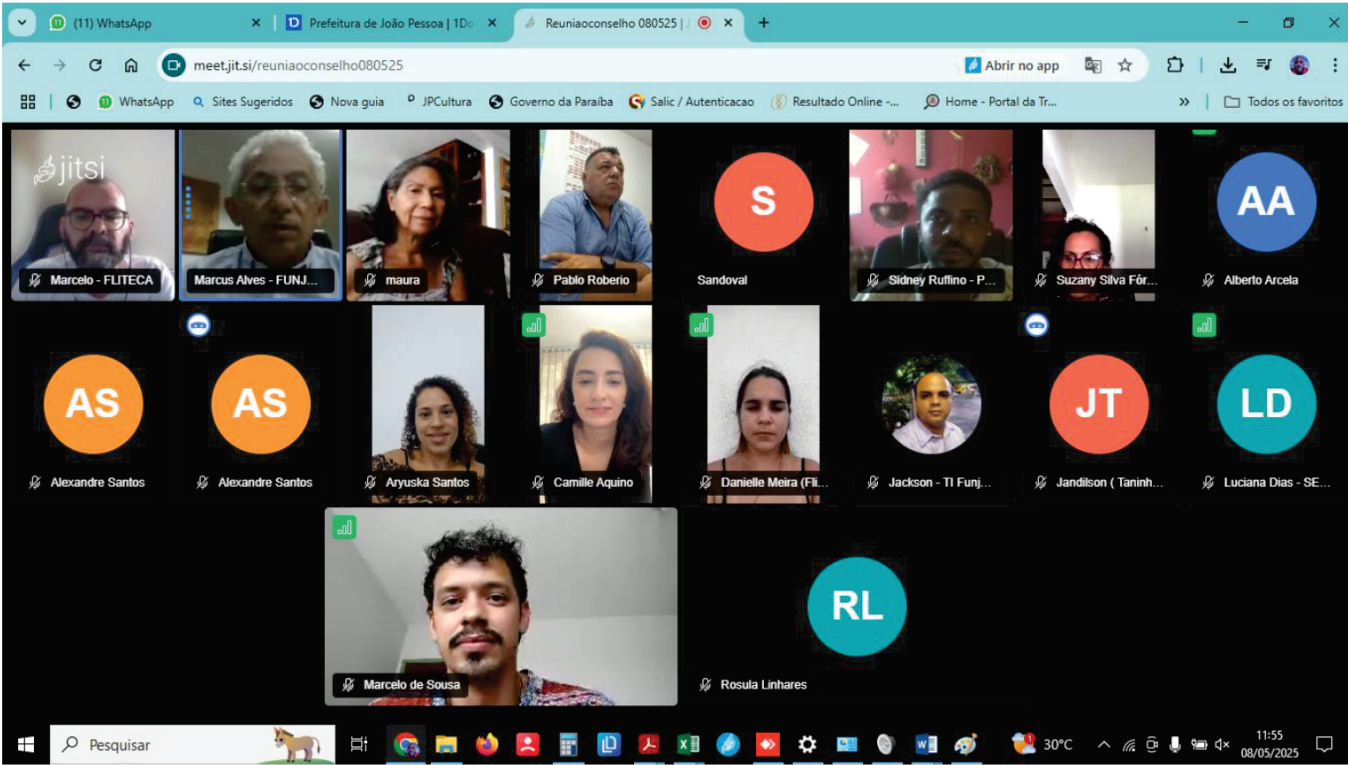 (11) WhatsApp
Prefeitura de João Pessoa | 1Do
Reuniaoconselho 080525 | J
meet.jit.si/reuniaoconselho080525
Abrir no app
WhatsApp
Sites Sugeridos
Nova guia
JPCultura
Governo da Paraíba
Salic / Autenticacao
Resultado Online -...
Home - Portal da Tr...
»
Todos os favoritos
jitsi
Marcelo - FLITECA
Marcus Alves - FUNJ...
maura
Pablo Roberio
S
Sandoval
Sidney Ruffino - P...
Suzany Silva Fór...
AA
Alberto Arcela
AS
Alexandre Santos
AS
Alexandre Santos
Aryuska Santos
Camille Aquino
Danielle Meira (Fli...
Jackson - TI Funj...
JT
Jandilson ( Taninh...
LD
Luciana Dias - SE...
Marcelo de Sousa
RL
Rosula Linhares
Pesquisar
30°C
11:55
08/05/2025